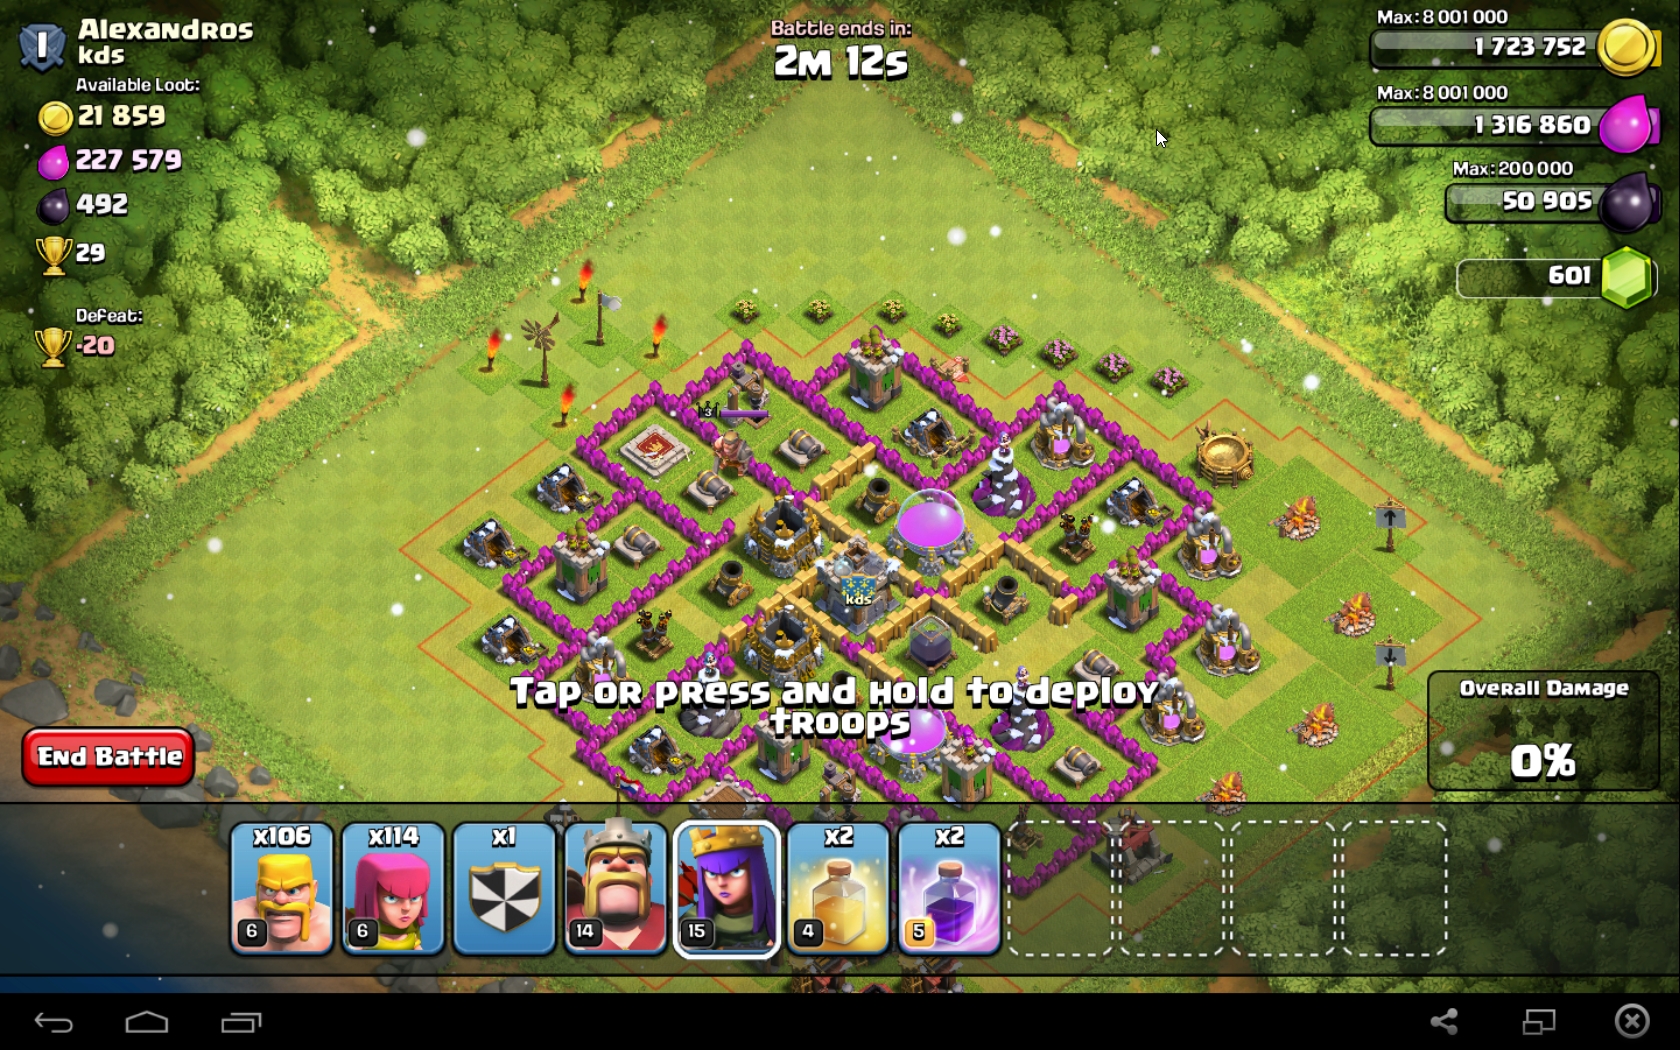 Alexandros
kds
Available Loot:
21 859
227 579
492
29
Defeat:
-20
Battle ends in:
2M 12s
Max: 8 001 000
1 723 752
Max: 8 001 000
1 316 860
Max: 200 000
50 905
601
3
kds
Tap or press and hold to deploy
troops
Overall Damage
0%
End Battle
x106
x114
x1
x2
x2
6
6
14
15
4
5